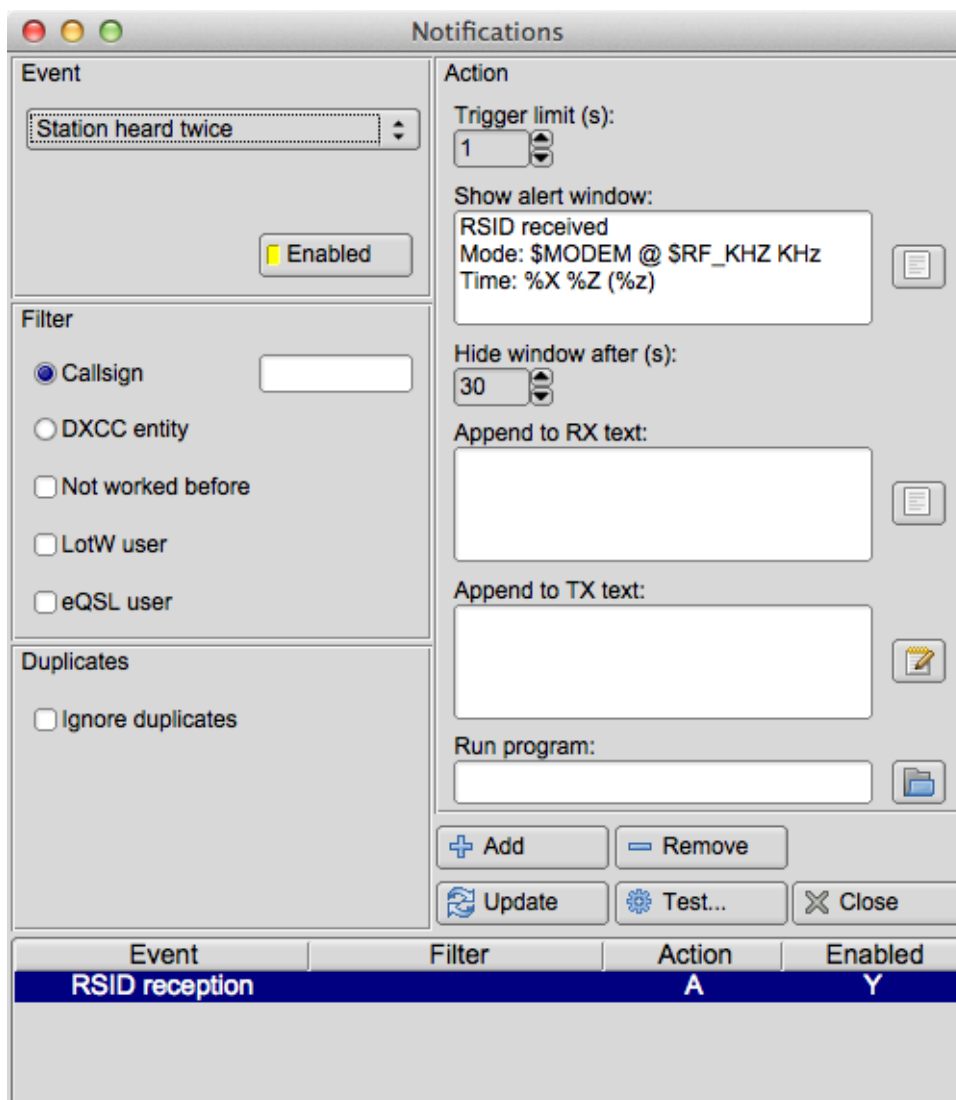 Notifications
Event
Station heard twice
Enabled
Filter
Callsign
DXCC entity
Not worked before
LotW user
eQSL user
Duplicates
Ignore duplicates
Action
Trigger limit (s):
1
Show alert window:
RSID received
Mode: $MODEM @ $RF_KHZ KHz
Time: %X %Z (%z)
Hide window after (s):
30
Append to RX text:
Append to TX text:
Run program:
Add Remove
Update Test... Close
Event Filter Action Enabled
RSID reception A Y